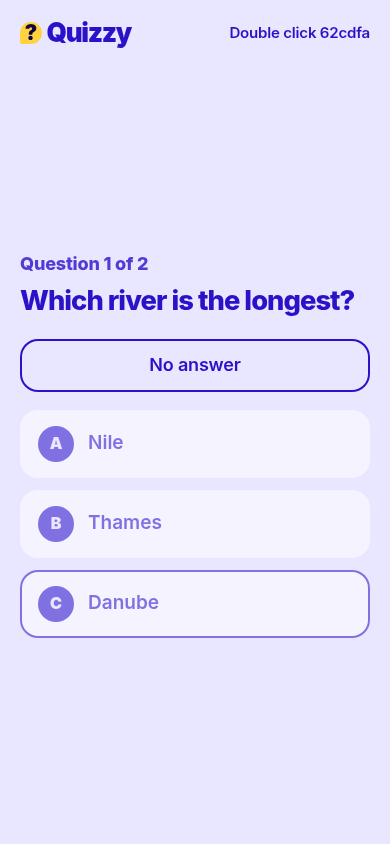 ? Quizzy
Double click 62cdfa
Question 1 of 2
Which river is the longest?
No answer
A Nile
B Thames
C Danube